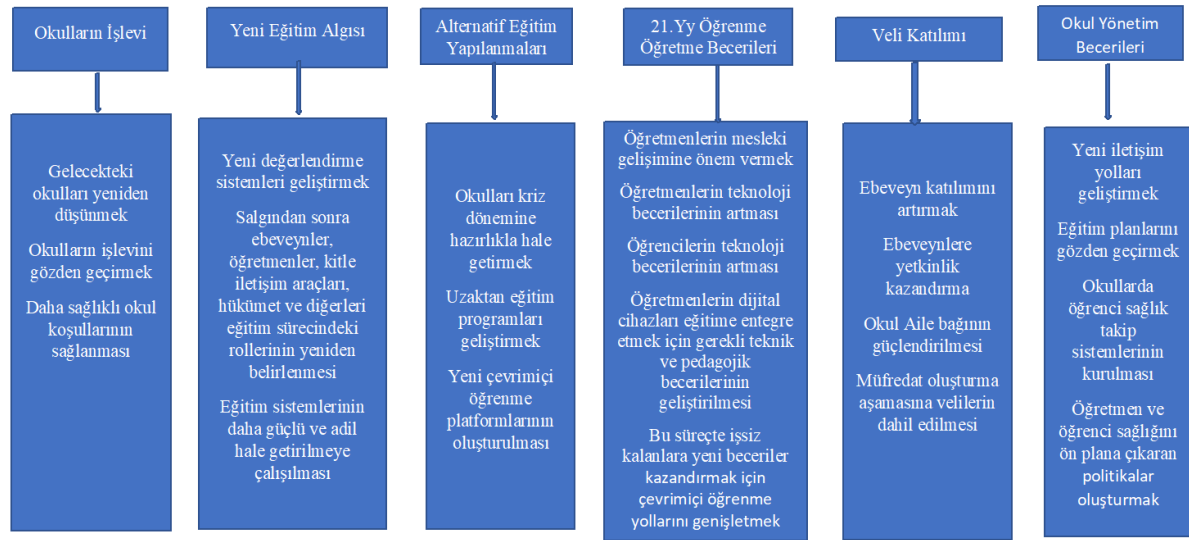 Okulların İşlevi
Gelecekteki
okulları yeniden
düşünmek
Okulların işlevini
gözden geçirmek
Daha sağlıklı okul
koşullarının
sağlanması
Yeni Eğitim Algısı
Yeni değerlendirme
sistemleri geliştirmek
Salgından sonra
ebeveynler,
öğretmenler, kitle
iletişim araçları,
hükümet ve diğerleri
eğitim sürecindeki
rollerinin yeniden
belirlenmesi
Eğitim sistemlerinin
daha güçlü ve adil
hale getirilmeye
çalışılması
Alternatif Eğitim
Yapılanmaları
Okulları kriz
dönemine
hazırlıkla hale
getirmek
Uzaktan eğitim
programları
geliştirmek
Yeni çevrimiçi
öğrenme
platformlarının
oluşturulması
21.Yy Öğrenme
Öğretme Becerileri
Öğretmenlerin mesleki
gelişimine önem vermek
Öğretmenlerin teknoloji
becerilerinin artması
Öğrencilerin teknoloji
becerilerinin artması
Öğretmenlerin dijital
cihazları eğitime entegre
etmek için gerekli teknik
ve pedagojik
becerilerinin
geliştirilmesi
Bu süreçte işsiz
kalanlara yeni beceriler
kazandırmak için
çevrimiçi öğrenme
yollarını genişletmek
Veli Katılımı
Ebeveyn katılımını
artırmak
Ebeveynlere
yetkinlik
kazandırma
Okul Aile bağının
güçlendirilmesi
Müfredat oluşturma
aşamasına velilerin
dahil edilmesi
Okul Yönetim
Becerileri
Yeni iletişim
yolları
geliştirmek
Eğitim planlarını
gözden geçirmek
Okullarda
öğrenci sağlık
takip
sistemlerinin
kurulması
Öğretmen ve
öğrenci sağlığını
ön plana çıkaran
politikalar
oluşturmak